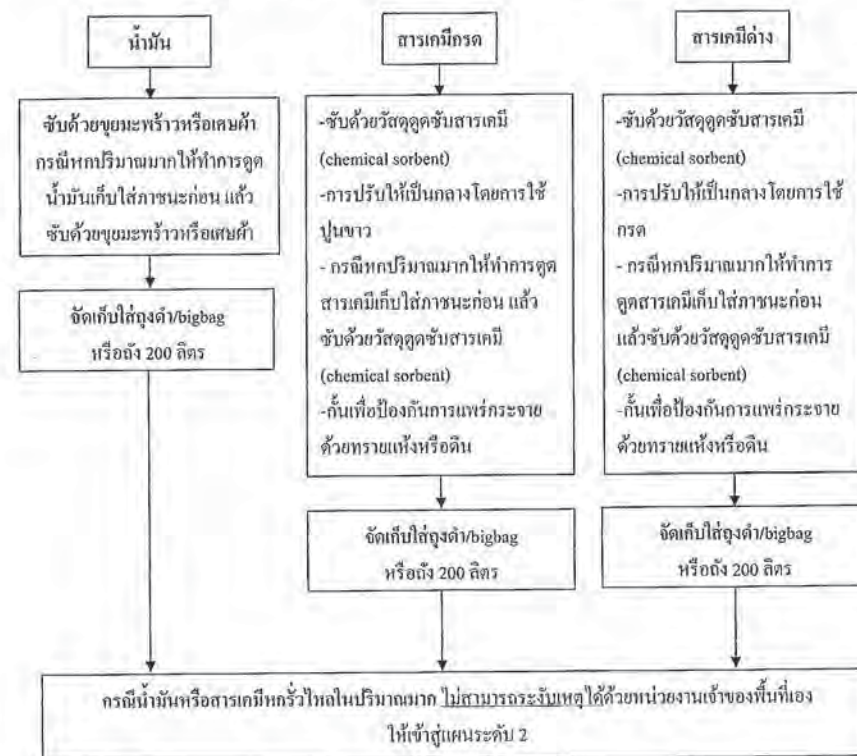 น้ำมัน
ซับด้วยขุยมะพร้าวหรือเศษผ้า
กรณีหกปริมาณมากให้ทำการดูด
น้ำมันเก็บใส่ภาชนะก่อน แล้ว
ซับด้วยขุยมะพร้าวหรือเศษผ้า
จัดเก็บใส่ถุงดำ/bigbag
หรือถัง 200 ลิตร
สารเคมีกรด
-ซับด้วยวัสดุดูดซับสารเคมี
(chemical sorbent)
-การปรับให้เป็นกลางโดยการใช้
ปูนขาว
- กรณีหกปริมาณมากให้ทำการดูด
สารเคมีเก็บใส่ภาชนะก่อน แล้ว
ซับด้วยวัสดุดูดซับสารเคมี
(chemical sorbent)
-กั้นเพื่อป้องกันการแพร่กระจาย
ด้วยทรายแห้งหรือดิน
จัดเก็บใส่ถุงดำ/bigbag
หรือถัง 200 ลิตร
สารเคมีด่าง
-ซับด้วยวัสดุดูดซับสารเคมี
(chemical sorbent)
-การปรับให้เป็นกลางโดยการใช้
กรด
- กรณีหกปริมาณมากให้ทำการ
ดูดสารเคมีเก็บใส่ภาชนะก่อน
แล้วซับด้วยวัสดุดูดซับสารเคมี
(chemical sorbent)
-กั้นเพื่อป้องกันการแพร่กระจาย
ด้วยทรายแห้งหรือดิน
จัดเก็บใส่ถุงดำ/bigbag
หรือถัง 200 ลิตร
กรณีน้ำมันหรือสารเคมีหกรั่วไหลในปริมาณมาก ไม่สามารถระงับเหตุได้ด้วยหน่วยงานเจ้าของพื้นที่เอง
ให้เข้าสู่แผนระดับ 2